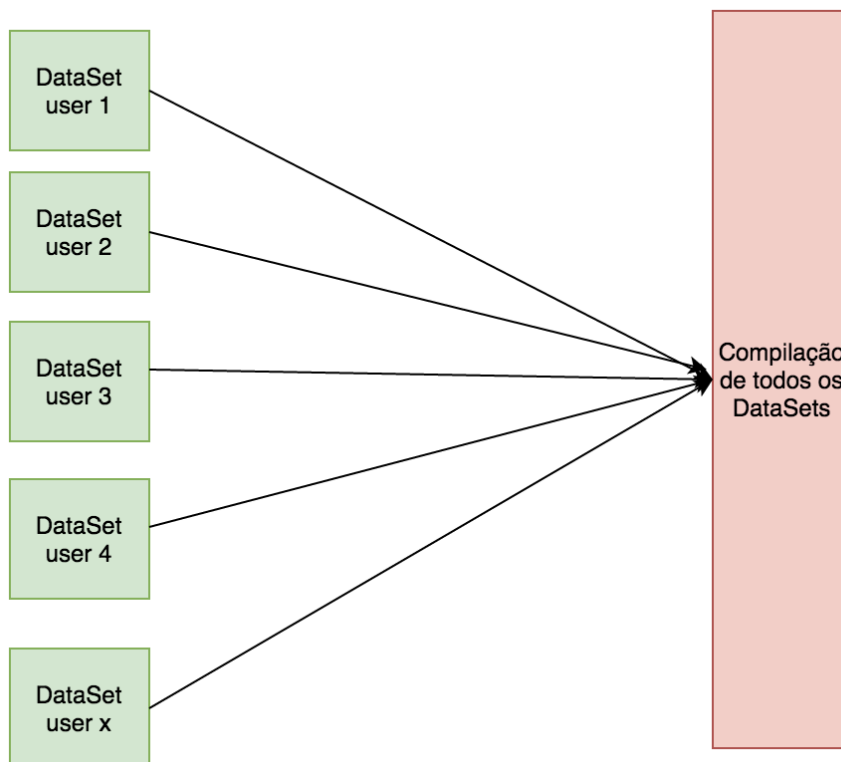 DataSet
user 1
DataSet
user 2
DataSet
user 3
DataSet
user 4
DataSet
user x
Compilação
de todos os
DataSets